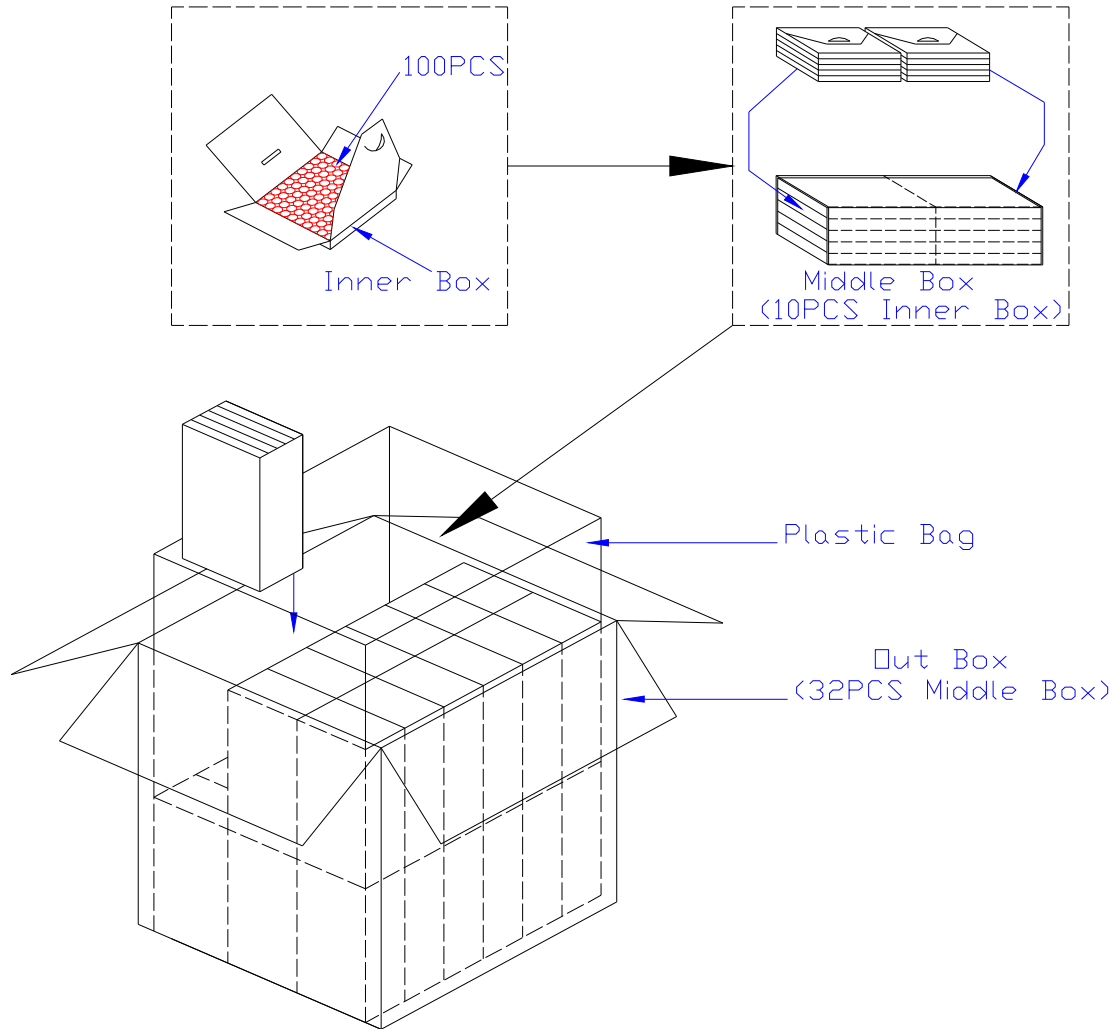 100PCS
Inner Box
Middle Box
(10PCS Inner Box)
Plastic Bag
Out Box
(32PCS Middle Box)